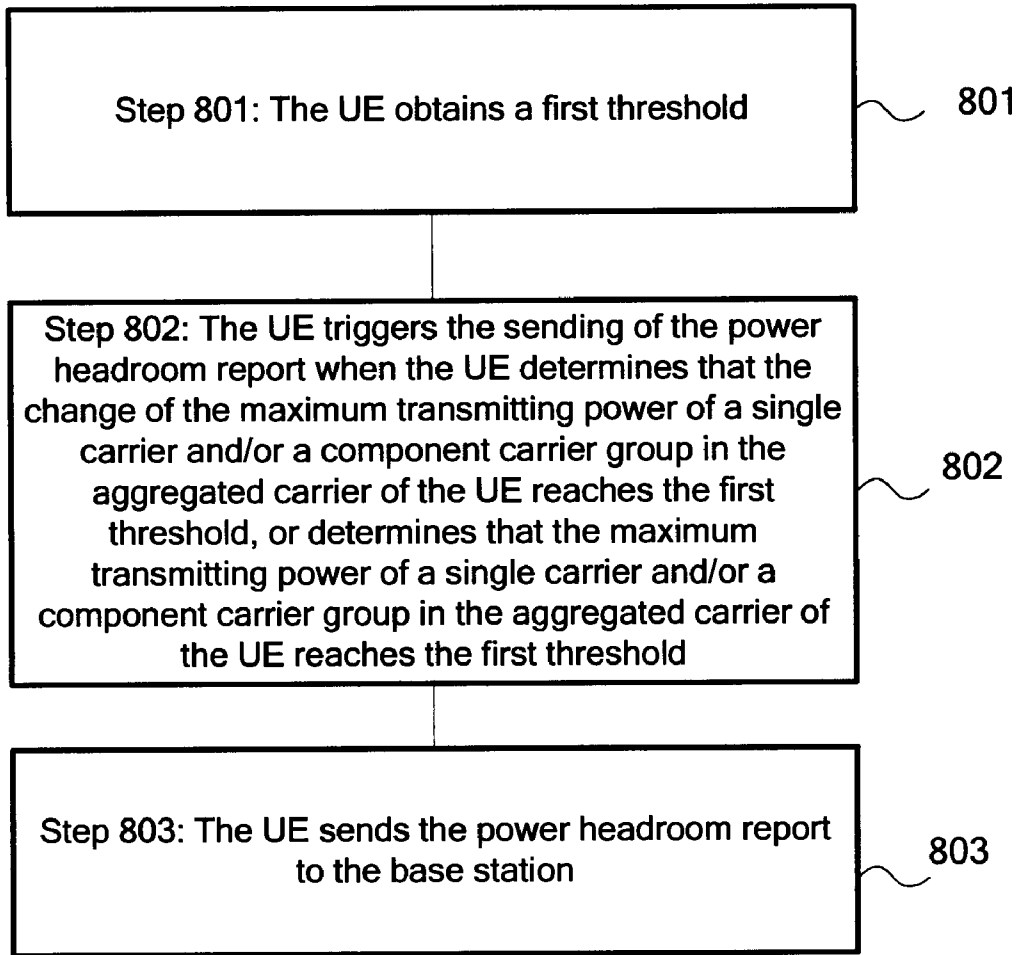 Step 801: The UE obtains a first threshold
801
Step 802: The UE triggers the sending of the power
headroom report when the UE determines that the
change of the maximum transmitting power of a single
carrier and/or a component carrier group in the
aggregated carrier of the UE reaches the first
threshold, or determines that the maximum
transmitting power of a single carrier and/or a
component carrier group in the aggregated carrier of
the UE reaches the first threshold
802
Step 803: The UE sends the power headroom report
to the base station
803